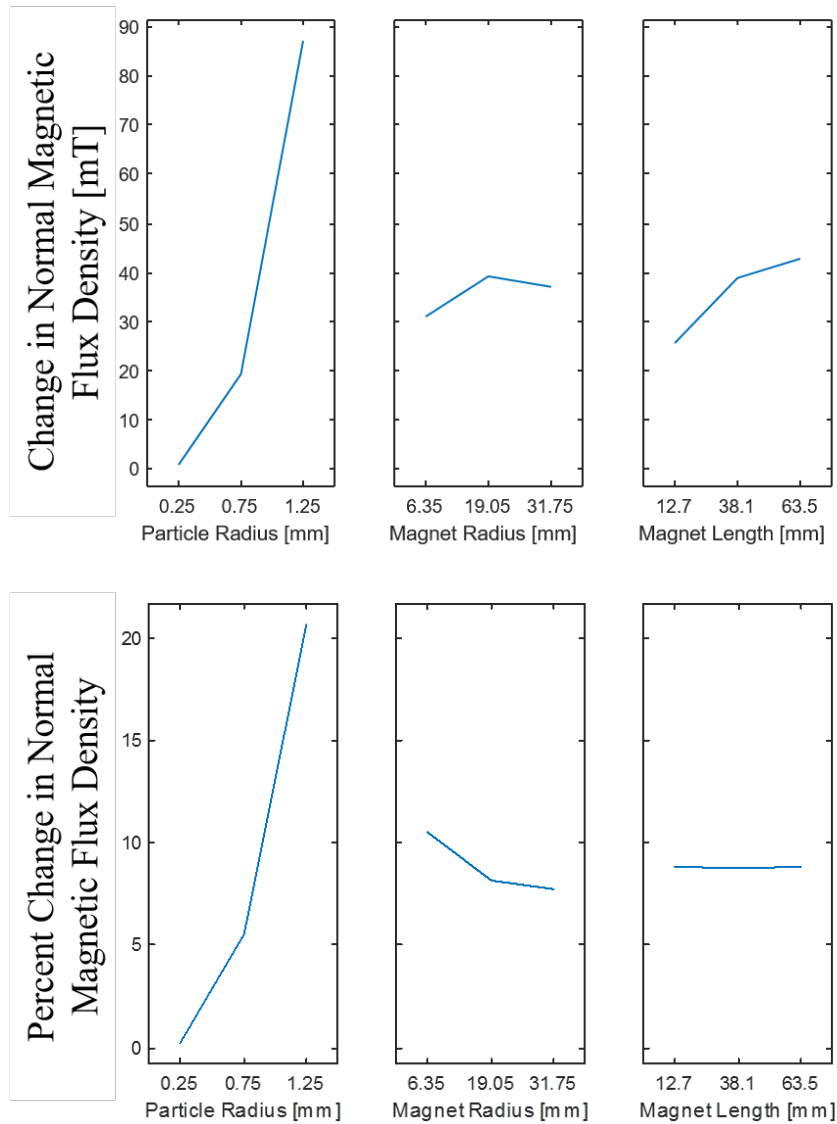 Change in Normal Magnetic
Flux Density [mT]
90
80
70
60
50
40
30
20
10
0
0.25 0.75 1.25
Particle Radius [mm]
6.35 19.05 31.75
Magnet Radius [mm]
12.7 38.1 63.5
Magnet Length [mm]
Percent Change in Normal
Magnetic Flux Density
20
15
10
5
0
0.25 0.75 1.25
Particle Radius [mm]
6.35 19.05 31.75
Magnet Radius [mm]
12.7 38.1 63.5
Magnet Length [mm]